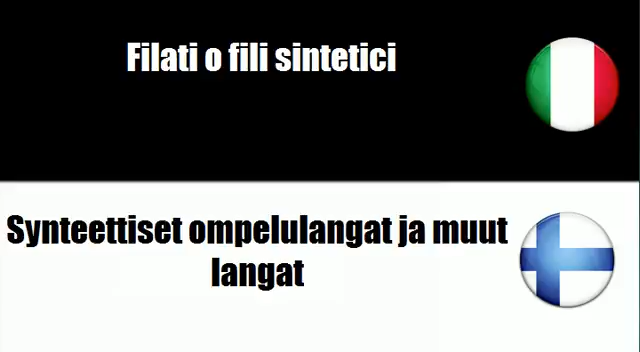 Filati o fili sintetici
Synteettiset ompelulangat ja muut
langat